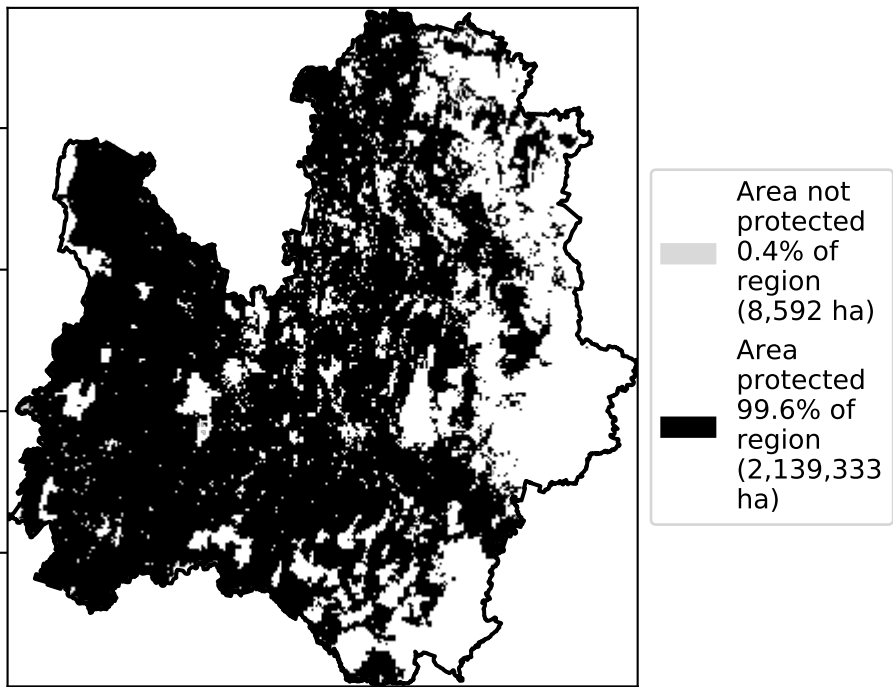 Area not
protected
0.4% of
region
(8,592 ha)
Area
protected
99.6% of
region
(2,139,333
ha)